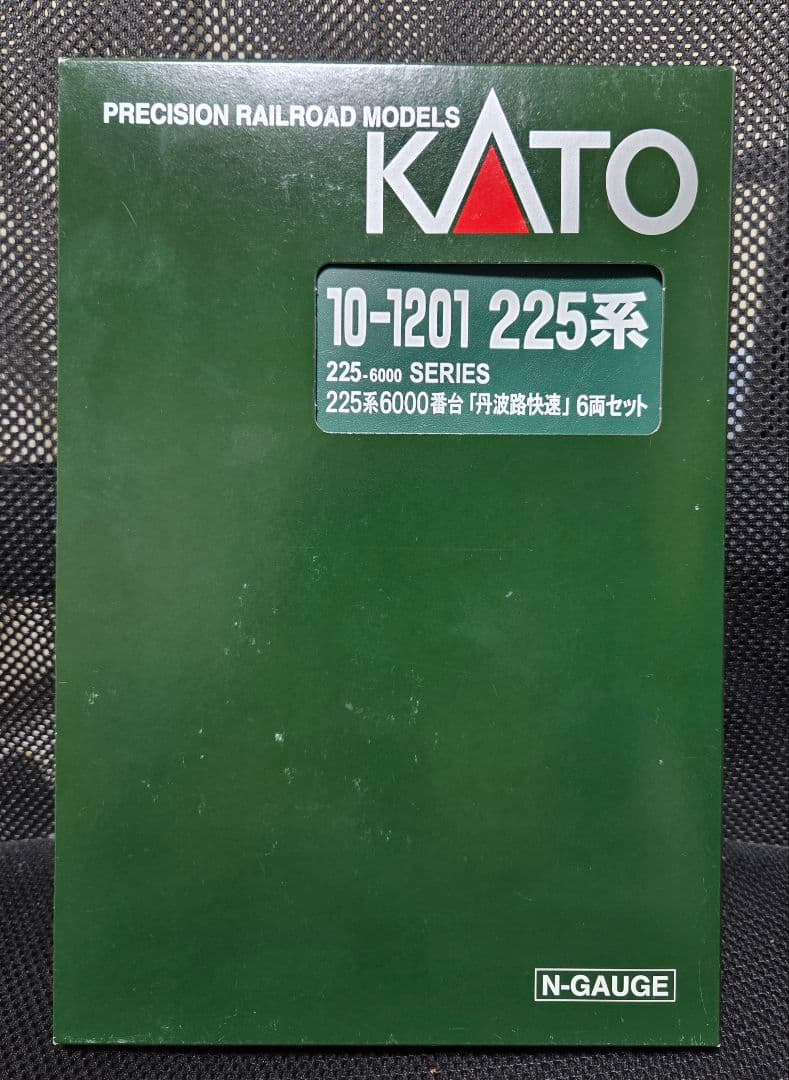 PRECISION RAILROAD MODELS
KATO
10-1201 225系
225-6000 SERIES
225系6000番台「丹波路快速」6両セット
N-GAUGE